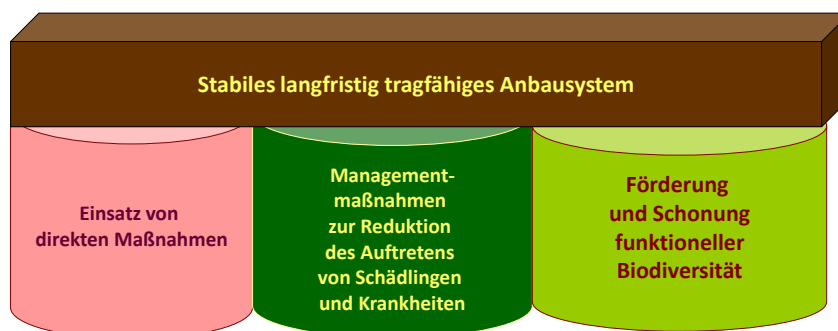 Stabiles langfristig tragfähiges Anbausystem
Einsatz von
direkten Maßnahmen
Management-
maßnahmen
zur Reduktion
des Auftretens
von Schädlingen
und Krankheiten
Förderung
und Schonung
funktioneller
Biodiversität